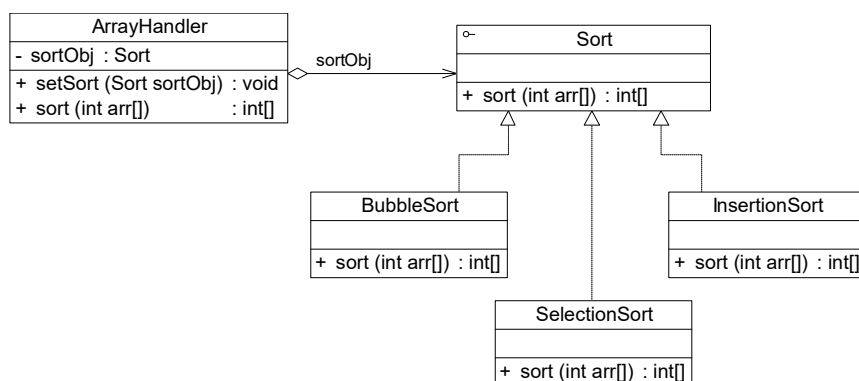 ArrayHandler
- sortObj : Sort
+ setSort (Sort sortObj) : void
+ sort (int arr[]) : int[]
sortObj
Sort
+ sort (int arr[]) : int[]
BubbleSort
+ sort (int arr[]) : int[]
InsertionSort
+ sort (int arr[]) : int[]
SelectionSort
+ sort (int arr[]) : int[]